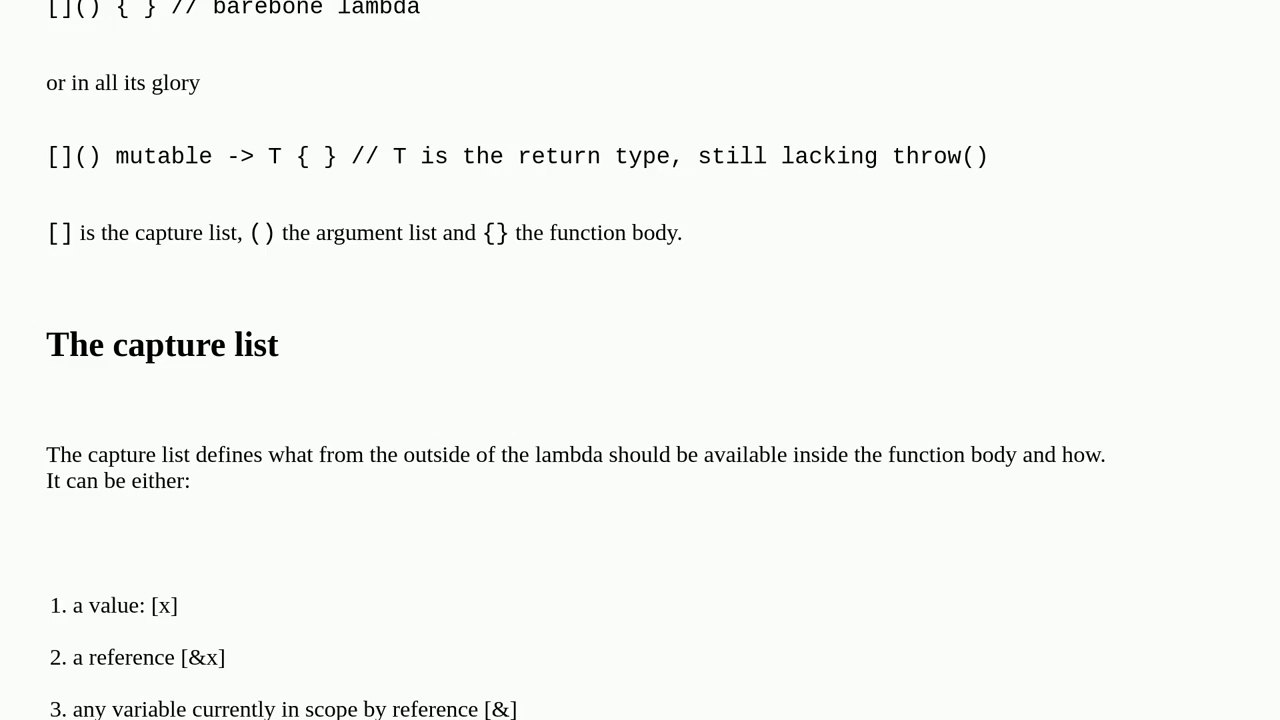 []() { } // barebone lambda
or in all its glory
[]() mutable -> T { } // T is the return type, still lacking throw()
[] is the capture list, () the argument list and {} the function body.
The capture list
The capture list defines what from the outside of the lambda should be available inside the function body and how.
It can be either:
1. a value: [x]
2. a reference [&x]
3. any variable currently in scope by reference [&]